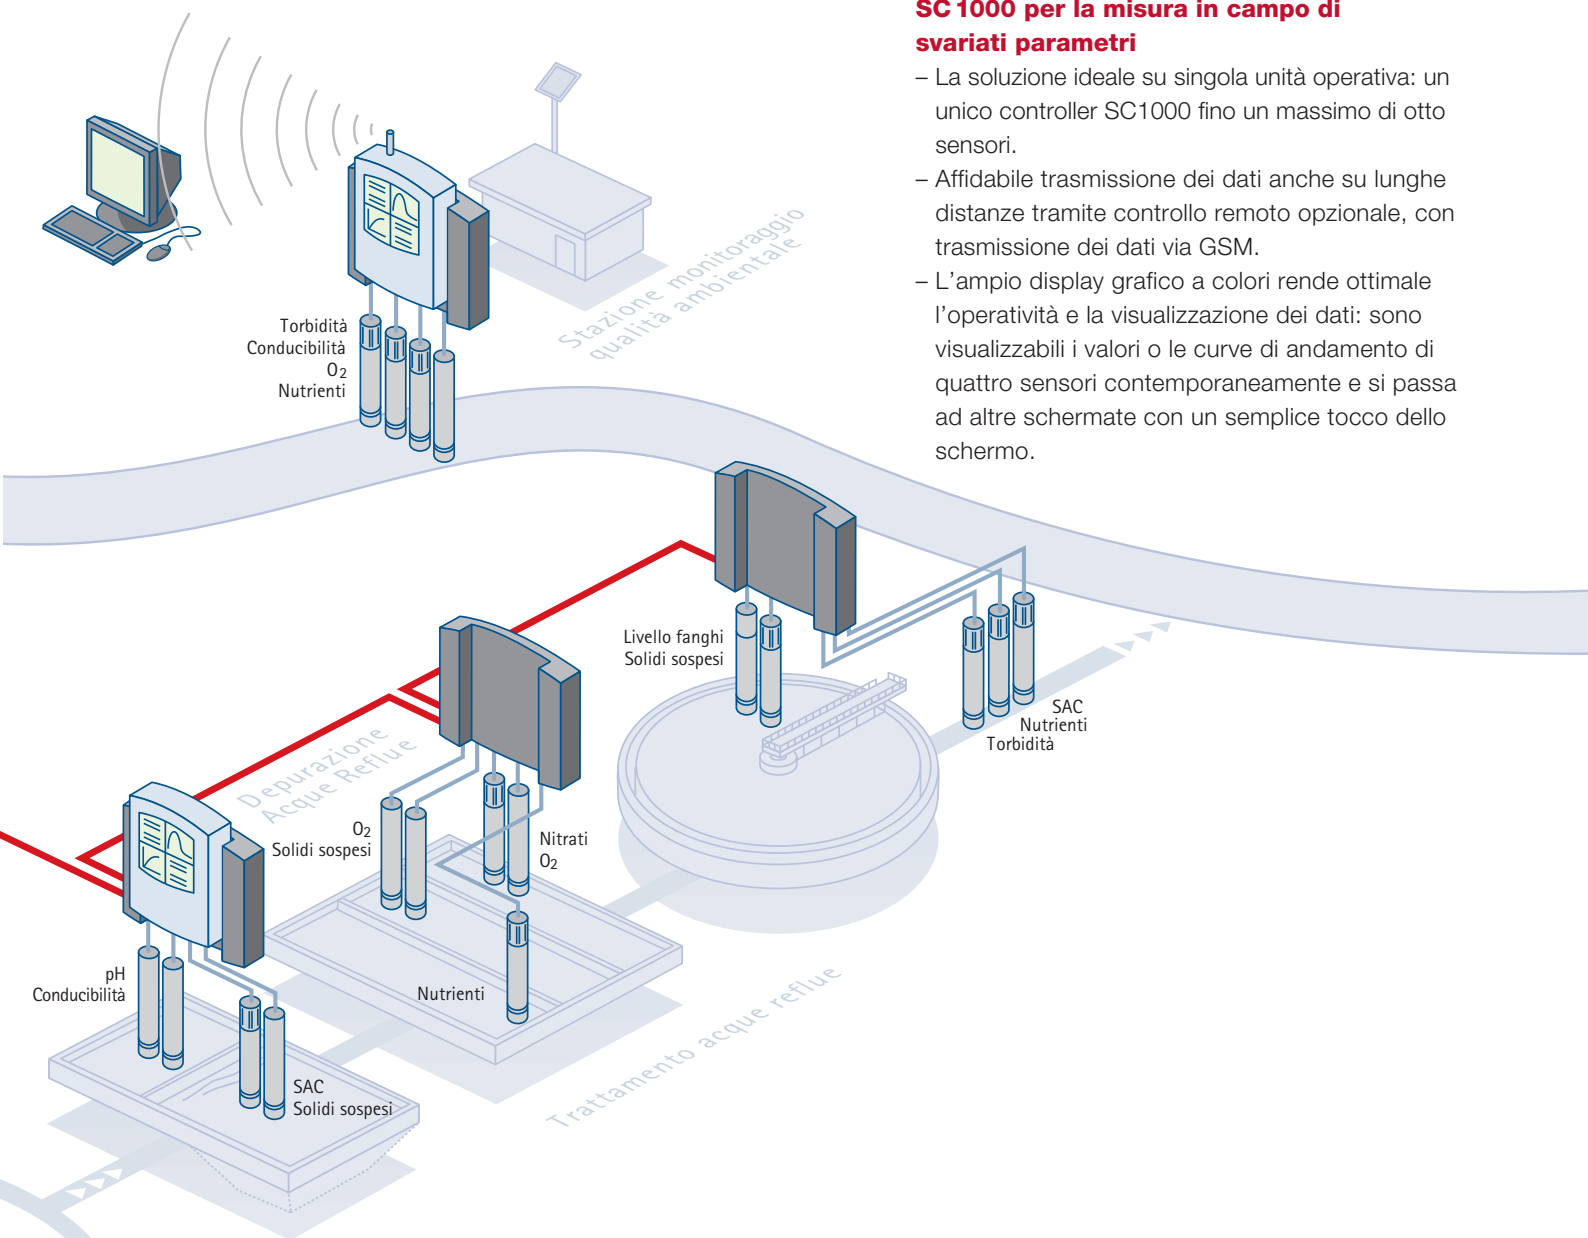 SC 1000 per la misura in campo di
svariati parametri
– La soluzione ideale su singola unità operativa: un
unico controller SC1000 fino un massimo di otto
sensori.
– Affidabile trasmissione dei dati anche su lunghe
distanze tramite controllo remoto opzionale, con
trasmissione dei dati via GSM.
– L’ampio display grafico a colori rende ottimale
l’operatività e la visualizzazione dei dati: sono
visualizzabili i valori o le curve di andamento di
quattro sensori contemporaneamente e si passa
ad altre schermate con un semplice tocco dello
schermo.
Stazione monitoraggio
qualità ambientale
Torbidità
Conducibilità
O2
Nutrienti
Livello fanghi
Solidi sospesi
SAC
Nutrienti
Torbidità
Depurazione
Acque Reflue
O2
Solidi sospesi
Nitrati
O2
Nutrienti
pH
Conducibilità
SAC
Solidi sospesi
Trattamento acque reflue